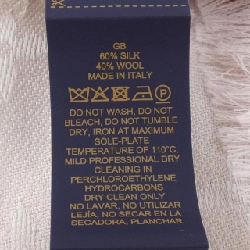 GB
60% SILK
40% WOOL
MADE IN ITALY
DO NOT WASH, DO NOT
BLEACH, DO NOT TUMBLE
DRY, IRON AT MAXIMUM
SOLE-PLATE
TEMPERATURE OF 110°C,
MILD PROFESSIONAL DRY
CLEANING IN
PERCHLOROETHYLENE
HYDROCARBONS
DRY CLEAN ONLY
NO LAVAR, NO UTILIZAR
LEJÍA, NO SECAR EN LA
SECADORA, PLANCHAR